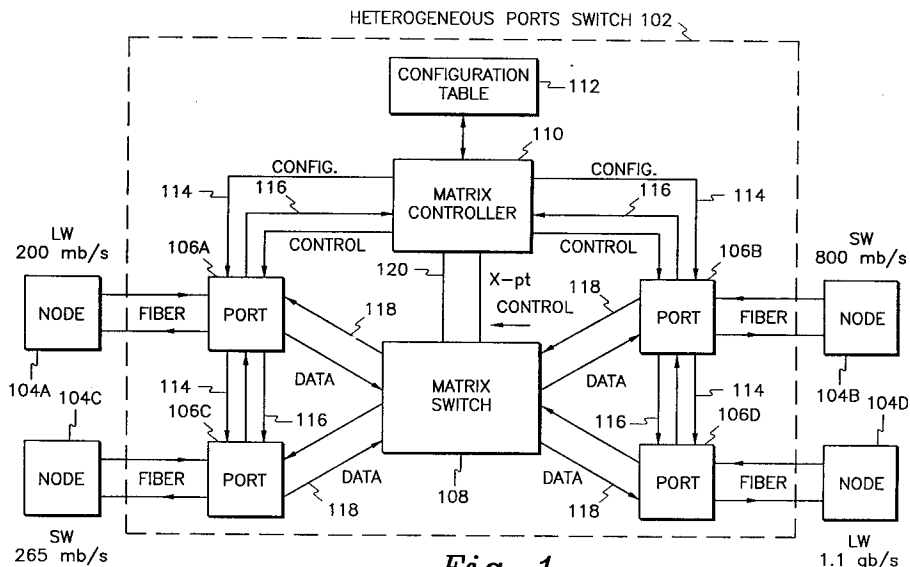 HETEROGENEOUS PORTS SWITCH 102
CONFIGURATION TABLE
112
110
CONFIG.
CONFIG.
114
116
MATRIX CONTROLLER
116
114
LW
200 mb/s
106A
CONTROL
CONTROL
106B
SW
800 mb/s
120
X-pt CONTROL
NODE
FIBER
PORT
118
118
PORT
FIBER
NODE
104A
114
DATA
MATRIX SWITCH
DATA
114
104B
104C
106C
116
116
106D
104D
NODE
FIBER
PORT
DATA
118
108
DATA
118
PORT
FIBER
NODE
SW
265 mb/s
LW
1.1 gb/s
Fig. 1